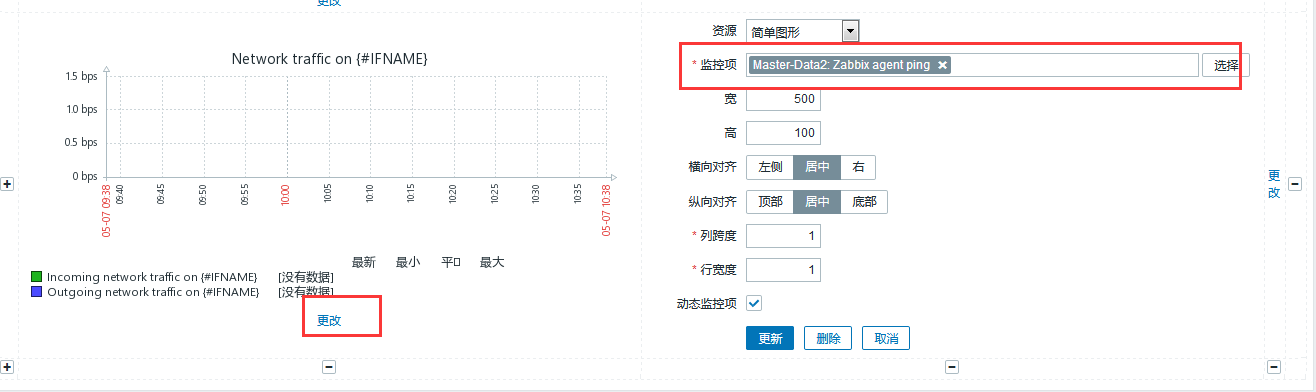 更改
Network traffic on {#IFNAME}
1.5 bps
1.0 bps
0.5 bps
0 bps
05-07 09:38
09:40
09:45
09:50
09:55
10:00
10:05
10:10
10:15
10:20
10:25
10:30
10:35
05-07 10:38
最新 最小 平 最大
Incoming network traffic on {#IFNAME} [没有数据]
Outgoing network traffic on {#IFNAME} [没有数据]
更改
资源 简单图形
* 监控项 Master-Data2: Zabbix agent ping 选择
宽 500
高 100
横向对齐 左侧 居中 右
纵向对齐 顶部 居中 底部
* 列跨度 1
* 行宽度 1
动态监控项
更新 删除 取消
更
改